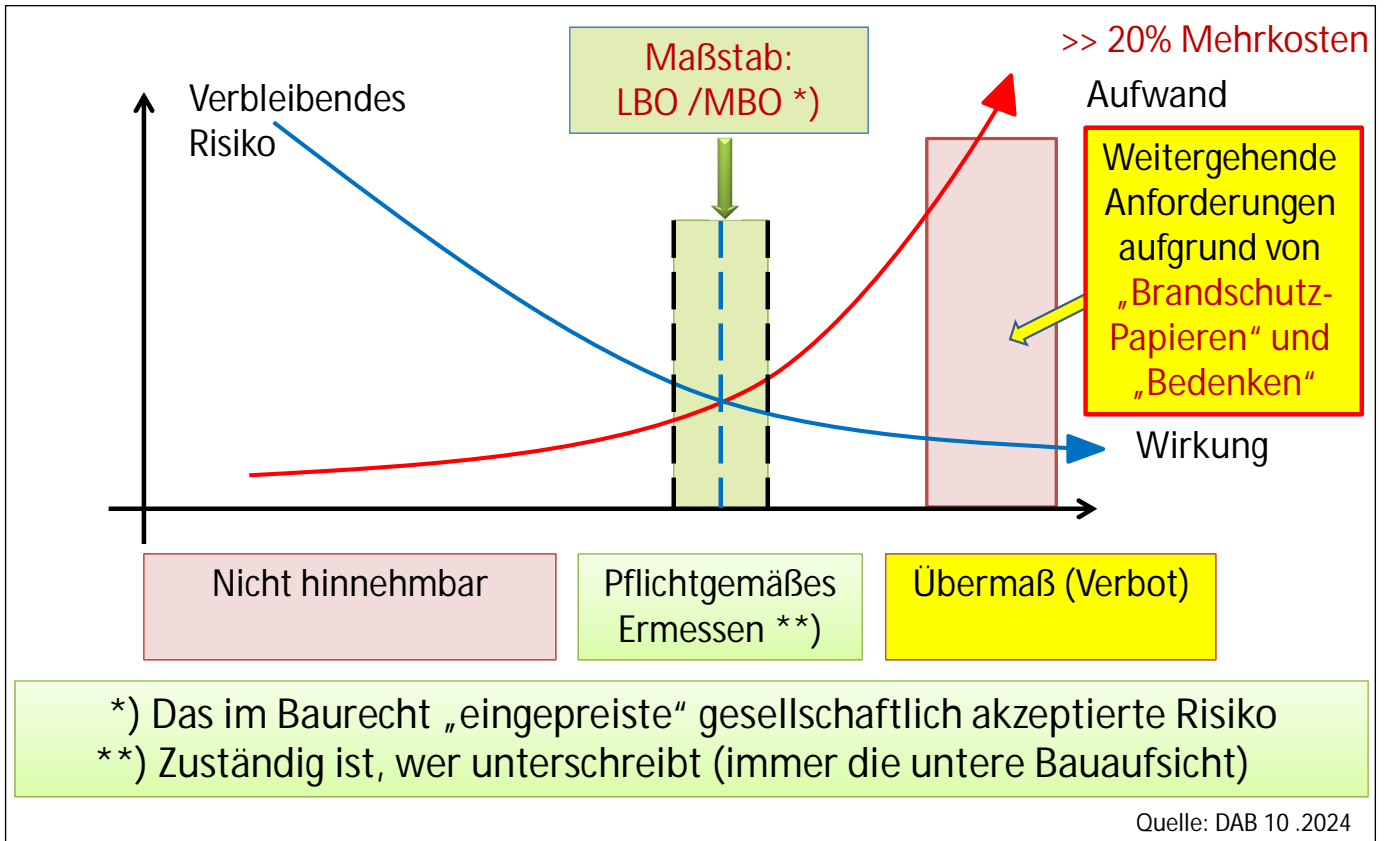 >> 20% Mehrkosten
Maßstab:
LBO /MBO *)
Verbleibendes
Risiko
Aufwand
Weitergehende
Anforderungen
aufgrund von
„Brandschutz-
Papieren“ und
„Bedenken“
Wirkung
Nicht hinnehmbar
Pflichtgemäßes
Ermessen **)
Übermaß (Verbot)
*) Das im Baurecht „eingepreiste“ gesellschaftlich akzeptierte Risiko
**) Zuständig ist, wer unterschreibt (immer die untere Bauaufsicht)
Quelle: DAB 10 .2024